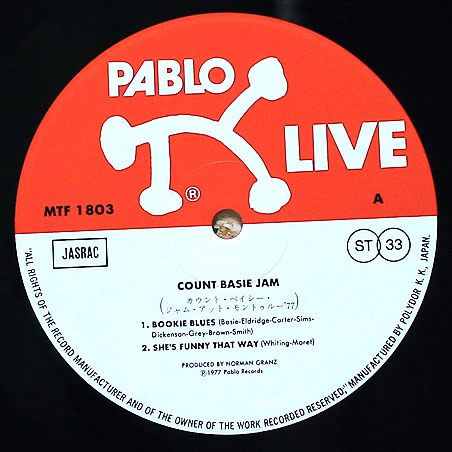 PABLO
LIVE
®
MTF 1803
A
JASRAC
ST 33
COUNT BASIE JAM
(カウント・ベイシー・
ジャム・アット・モントゥルー'77)
1. BOOKIE BLUES (Basie-Eldridge-Carter-Sims-
Dickenson-Grey-Brown-Smith)
2. SHE'S FUNNY THAT WAY (Whiting-Moret)
PRODUCED BY NORMAN GRANZ
Ⓟ1977 Pablo Records
"ALL RIGHTS OF THE RECORD MANUFACTURER AND OF THE OWNER OF THE WORK RECORDED RESERVED;" MANUFACTURED BY POLYDOR K. K., JAPAN.